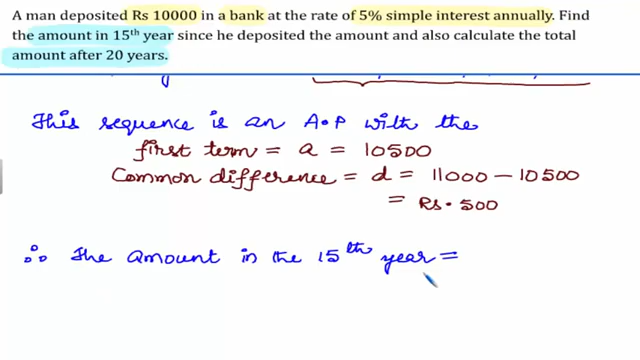 A man deposited Rs 10000 in a bank at the rate of 5% simple interest annually. Find
the amount in 15th year since he deposited the amount and also calculate the total
amount after 20 years.
This sequence is an A.P with the
first term = a = 10500
Common difference = d = 11000 - 10500
= Rs. 500
∴ The amount in the 15th year =